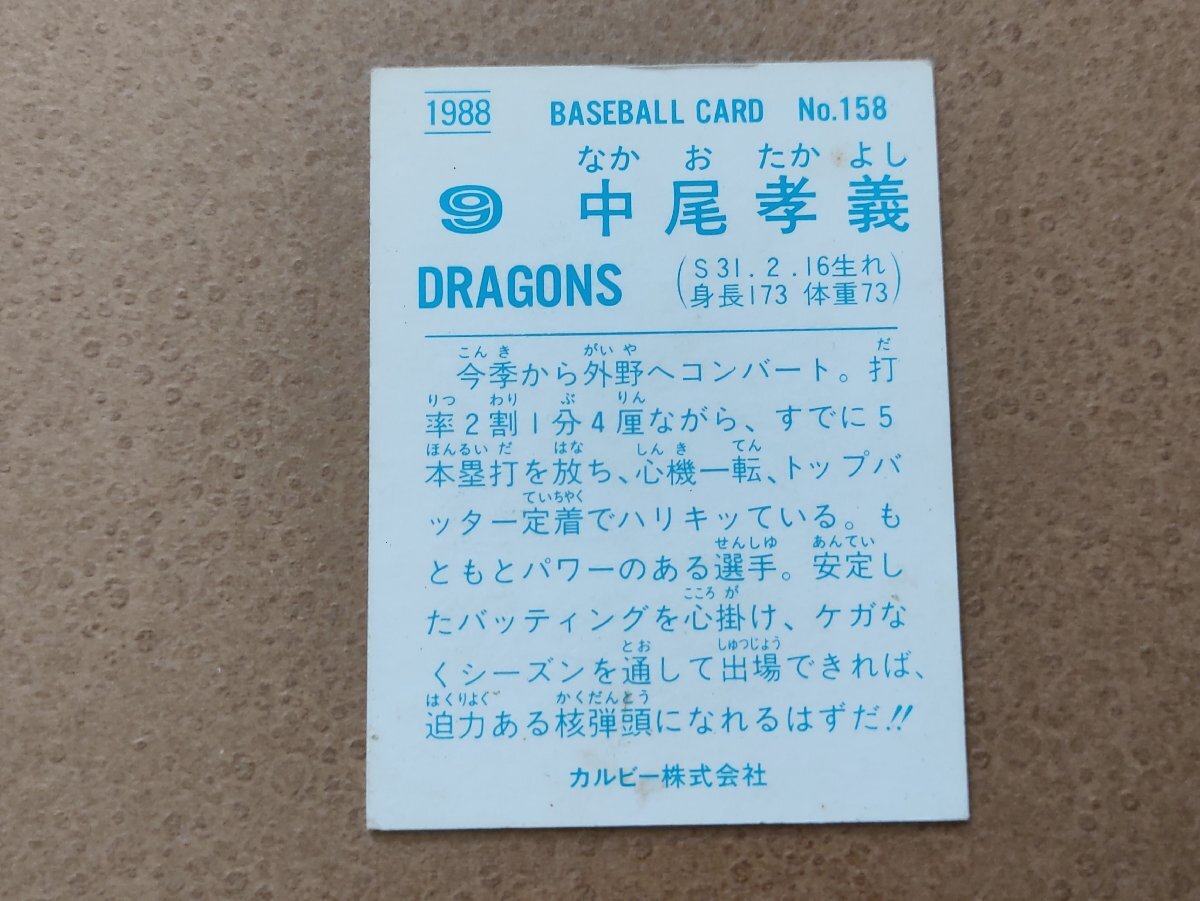 1988 BASEBALL CARD No.158
なか お たか よし
9 中尾孝義
DRAGONS
(S31.2.16生れ
身長173 体重73)
こんき がいや だ
今季から外野へコンバート。打
りつ わり ぶ りん
率2割1分4厘ながら、すでに5
ほんるいだ はな しんき てん
本塁打を放ち、心機一転、トップバ
ていちゃく
ッター定着でハリキッている。も
せんしゆ あんてい
ともとパワーのある選手。安定し
こころ が
たバッティングを心掛け、ケガな
とお しゅつじょう
くシーズンを通して出場できれば、
はくりよく かくだんとう
迫力ある核弾頭になれるはずだ!!
カルビー株式会社